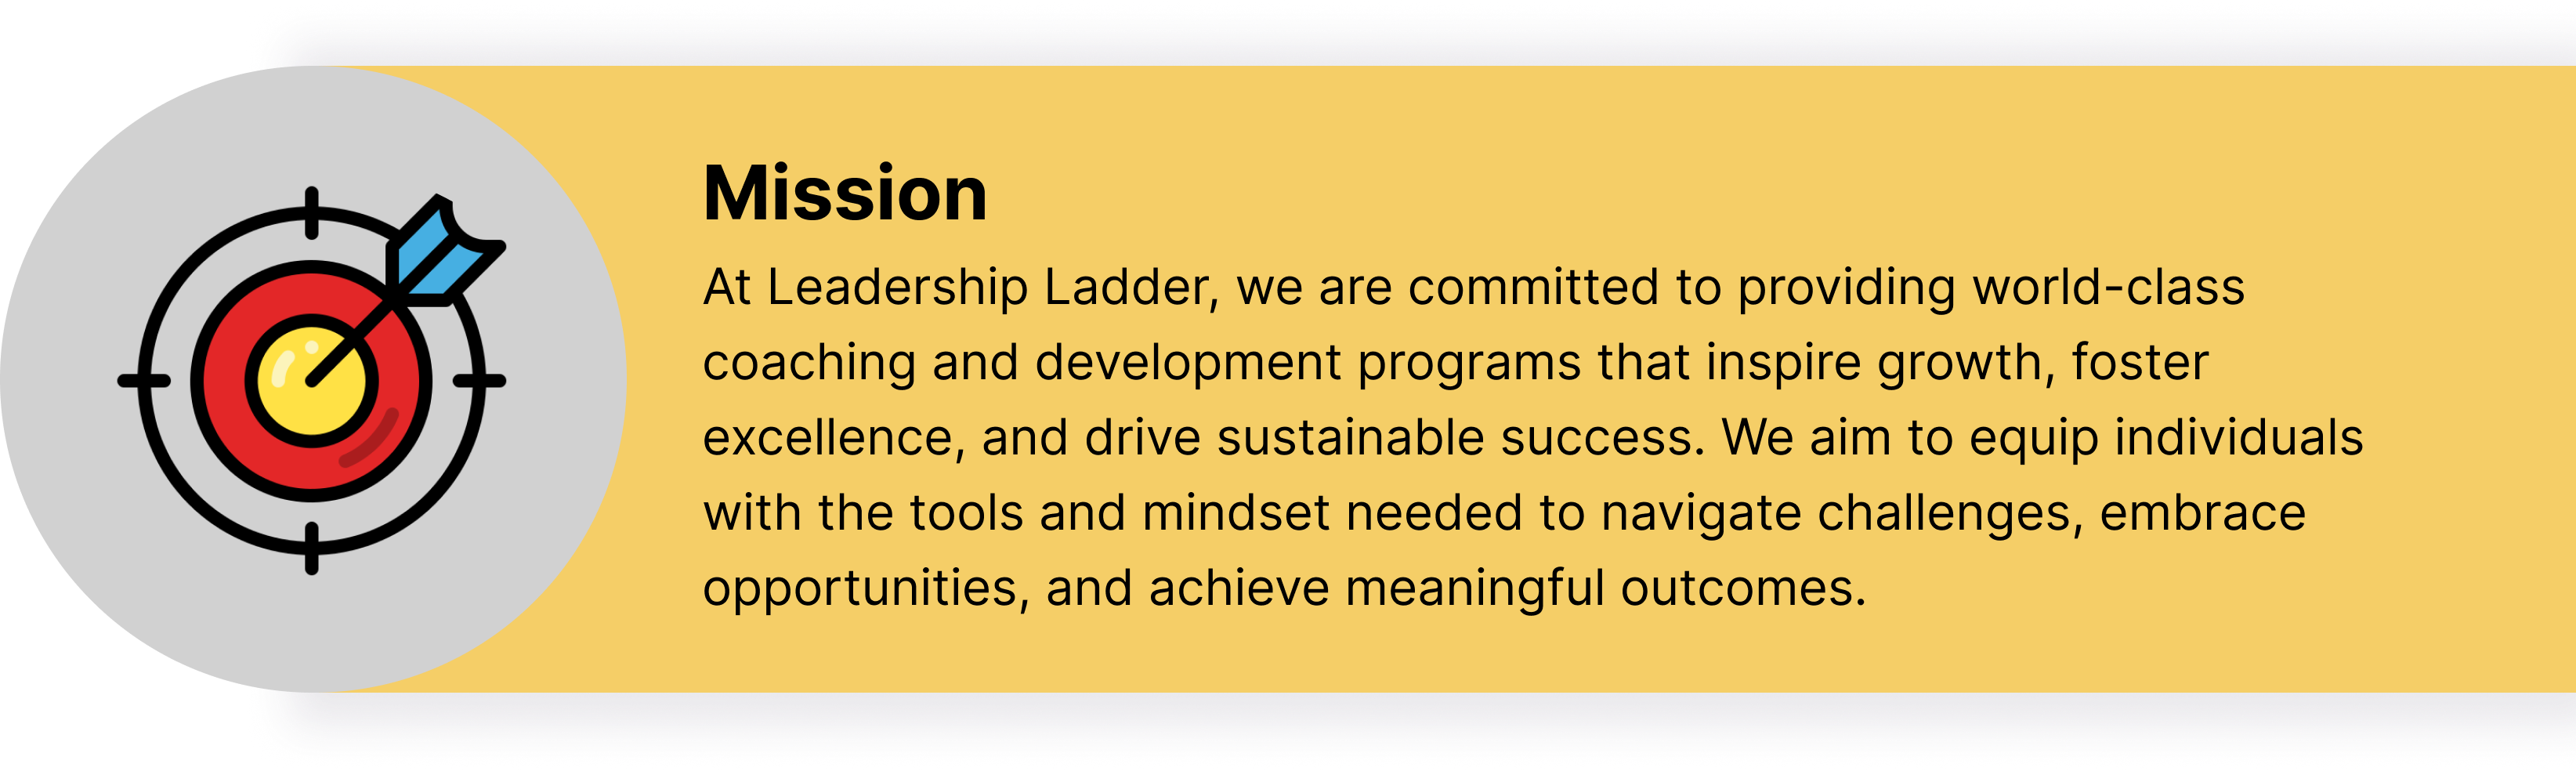 Mission
At Leadership Ladder, we are committed to providing world-class
coaching and development programs that inspire growth, foster
excellence, and drive sustainable success. We aim to equip individuals
with the tools and mindset needed to navigate challenges, embrace
opportunities, and achieve meaningful outcomes.